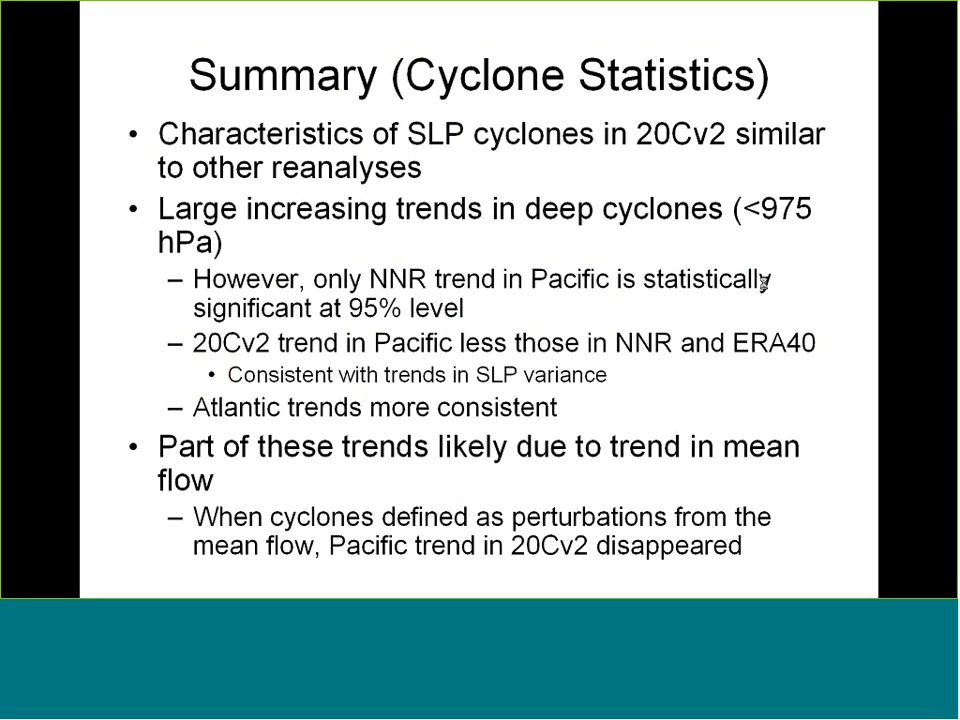 Summary (Cyclone Statistics)
• Characteristics of SLP cyclones in 20Cv2 similar
to other reanalyses
• Large increasing trends in deep cyclones (<975
hPa)
– However, only NNR trend in Pacific is statistically
significant at 95% level
– 20Cv2 trend in Pacific less those in NNR and ERA40
• Consistent with trends in SLP variance
– Atlantic trends more consistent
• Part of these trends likely due to trend in mean
flow
– When cyclones defined as perturbations from the
mean flow, Pacific trend in 20Cv2 disappeared